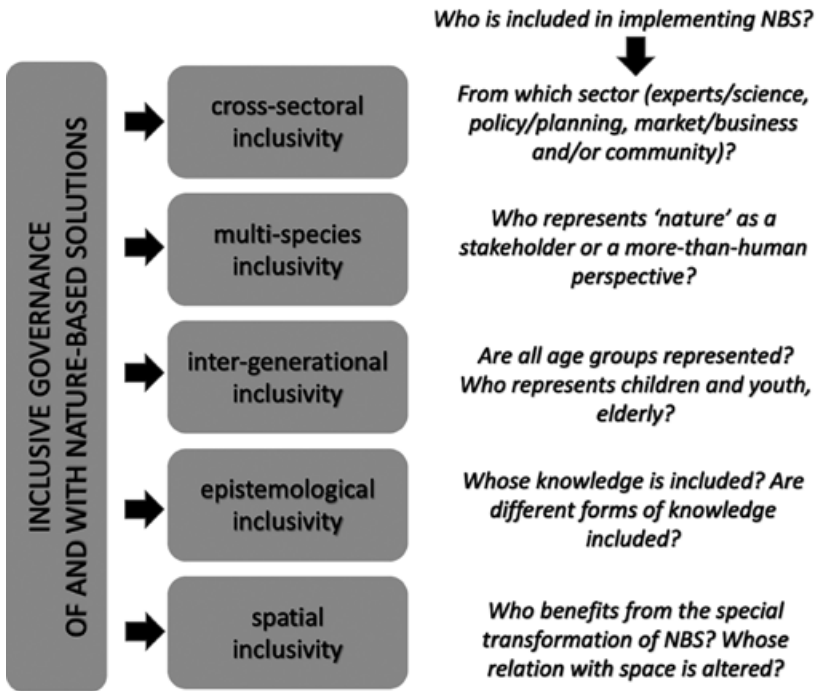 Who is included in implementing NBS?
INCLUSIVE GOVERNANCE
OF AND WITH NATURE-BASED SOLUTIONS
cross-sectoral
inclusivity
From which sector (experts/science,
policy/planning, market/business
and/or community)?
multi-species
inclusivity
Who represents ‘nature’ as a
stakeholder or a more-than-human
perspective?
inter-generational
inclusivity
Are all age groups represented?
Who represents children and youth,
elderly?
epistemological
inclusivity
Whose knowledge is included? Are
different forms of knowledge
included?
spatial
inclusivity
Who benefits from the special
transformation of NBS? Whose
relation with space is altered?